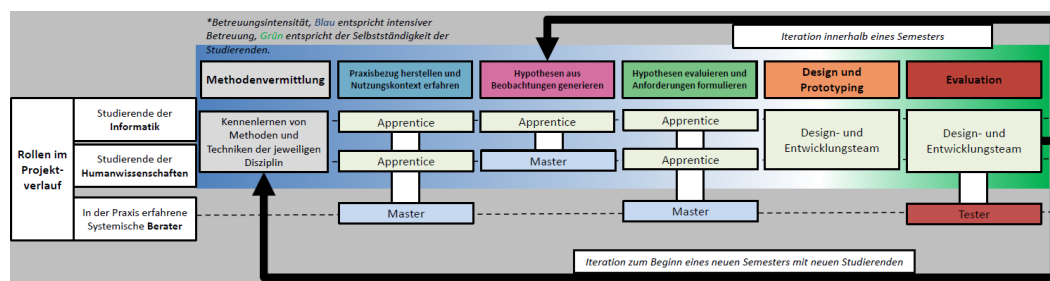 *Betreuungsintensität, Blau entspricht intensiver
Betreuung, Grün entspricht der Selbstständigkeit der
Studierenden.
Iteration innerhalb eines Semesters
Methodenvermittlung
Praxisbezug herstellen und
Nutzungskontext erfahren
Hypothesen aus
Beobachtungen generieren
Hypothesen evaluieren und
Anforderungen formulieren
Design und
Prototyping
Evaluation
Rollen im
Projekt-
verlauf
Studierende der
Informatik
Studierende der
Humanwissenschaften
In der Praxis erfahrene
Systemische Berater
Kennenlernen von
Methoden und
Techniken der jeweiligen
Disziplin
Apprentice
Apprentice
Master
Apprentice
Master
Apprentice
Apprentice
Master
Design- und
Entwicklungsteam
Design- und
Entwicklungsteam
Tester
Iteration zum Beginn eines neuen Semesters mit neuen Studierenden